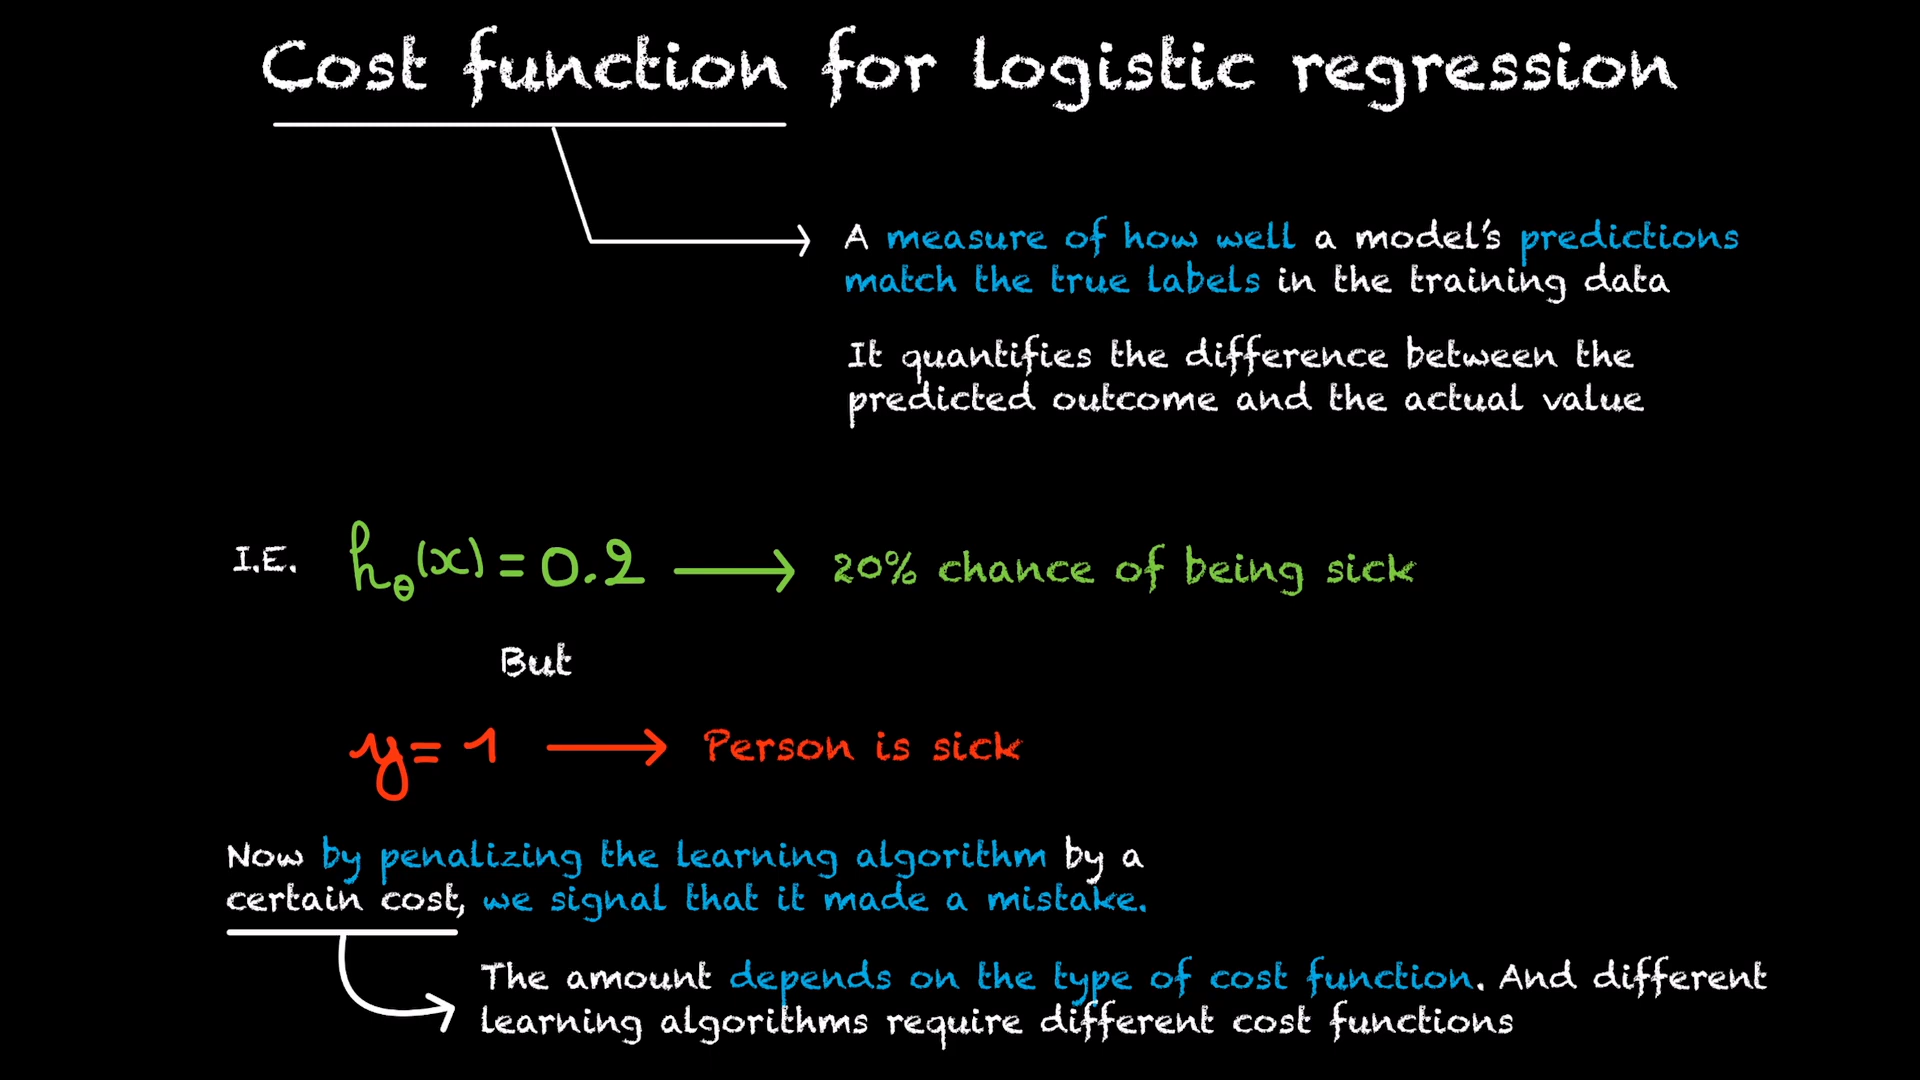 Cost function for logistic regression
A measure of how well a model's predictions
match the true labels in the training data
It quantifies the difference between the
predicted outcome and the actual value
I.E. hθ(x) = 0.2 → 20% chance of being sick
But
y = 1 → Person is sick
Now by penalizing the learning algorithm by a
certain cost, we signal that it made a mistake.
The amount depends on the type of cost function. And different
learning algorithms require different cost functions